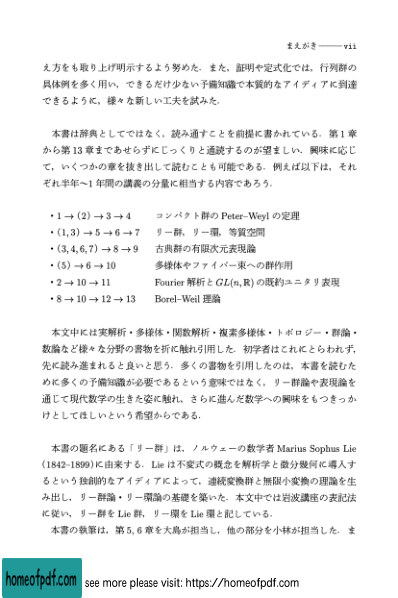 まえがき——vii
え方をも取り上げ明示するよう努めた．また，証明や定式化では，行列群の
具体例を多く用い，できるだけ少ない予備知識で本質的なアイディアに到達
できるように，様々な新しい工夫を試みた．
本書は辞典としてではなく，読み通すことを前提に書かれている．第 1 章
から第 13 章まであせらずにじっくりと通読するのが望ましい．興味に応じ
て，いくつかの章を抜き出して読むことも可能である．例えば以下は，それ
ぞれ半年〜1 年間の講義の分量に相当する内容であろう．
・1 → (2) → 3 → 4 コンパクト群の Peter–Weyl の定理
・(1, 3) → 5 → 6 → 7 リー群，リー環，等質空間
・(3, 4, 6, 7) → 8 → 9 古典群の有限次元表現論
・(5) → 6 → 10 多様体やファイバー束への群作用
・2 → 10 → 11 Fourier 解析と GL(n, ℝ) の既約ユニタリ表現
・8 → 10 → 12 → 13 Borel–Weil 理論
本文中には実解析・多様体・関数解析・複素多様体・トポロジー・群論・
数論など様々な分野の書物を折に触れ引用した．初学者はこれにとらわれず，
先に読み進まれると良いと思う．多くの書物を引用したのは，本書を読むた
めに多くの予備知識が必要であるという意味ではなく，リー群論や表現論を
通じて現代数学の生きた姿に触れ，さらに進んだ数学への興味をもつきっか
けとしてほしいという希望からである．
本書の題名にある「リー群」は，ノルウェーの数学者 Marius Sophus Lie
(1842–1899)に由来する．Lie は不変式の概念を解析学と微分幾何に導入す
るという独創的なアイディアによって，連続変換群と無限小変換の理論を生
み出し，リー群論・リー環論の基礎を築いた．本文中では岩波講座の表記法
に従い，リー群を Lie 群，リー環を Lie 環と記している．
本書の執筆は，第 5, 6 章を大島が担当し，他の部分を小林が担当した．ま
homeofpdf.com
see more please visit: https://homeofpdf.com